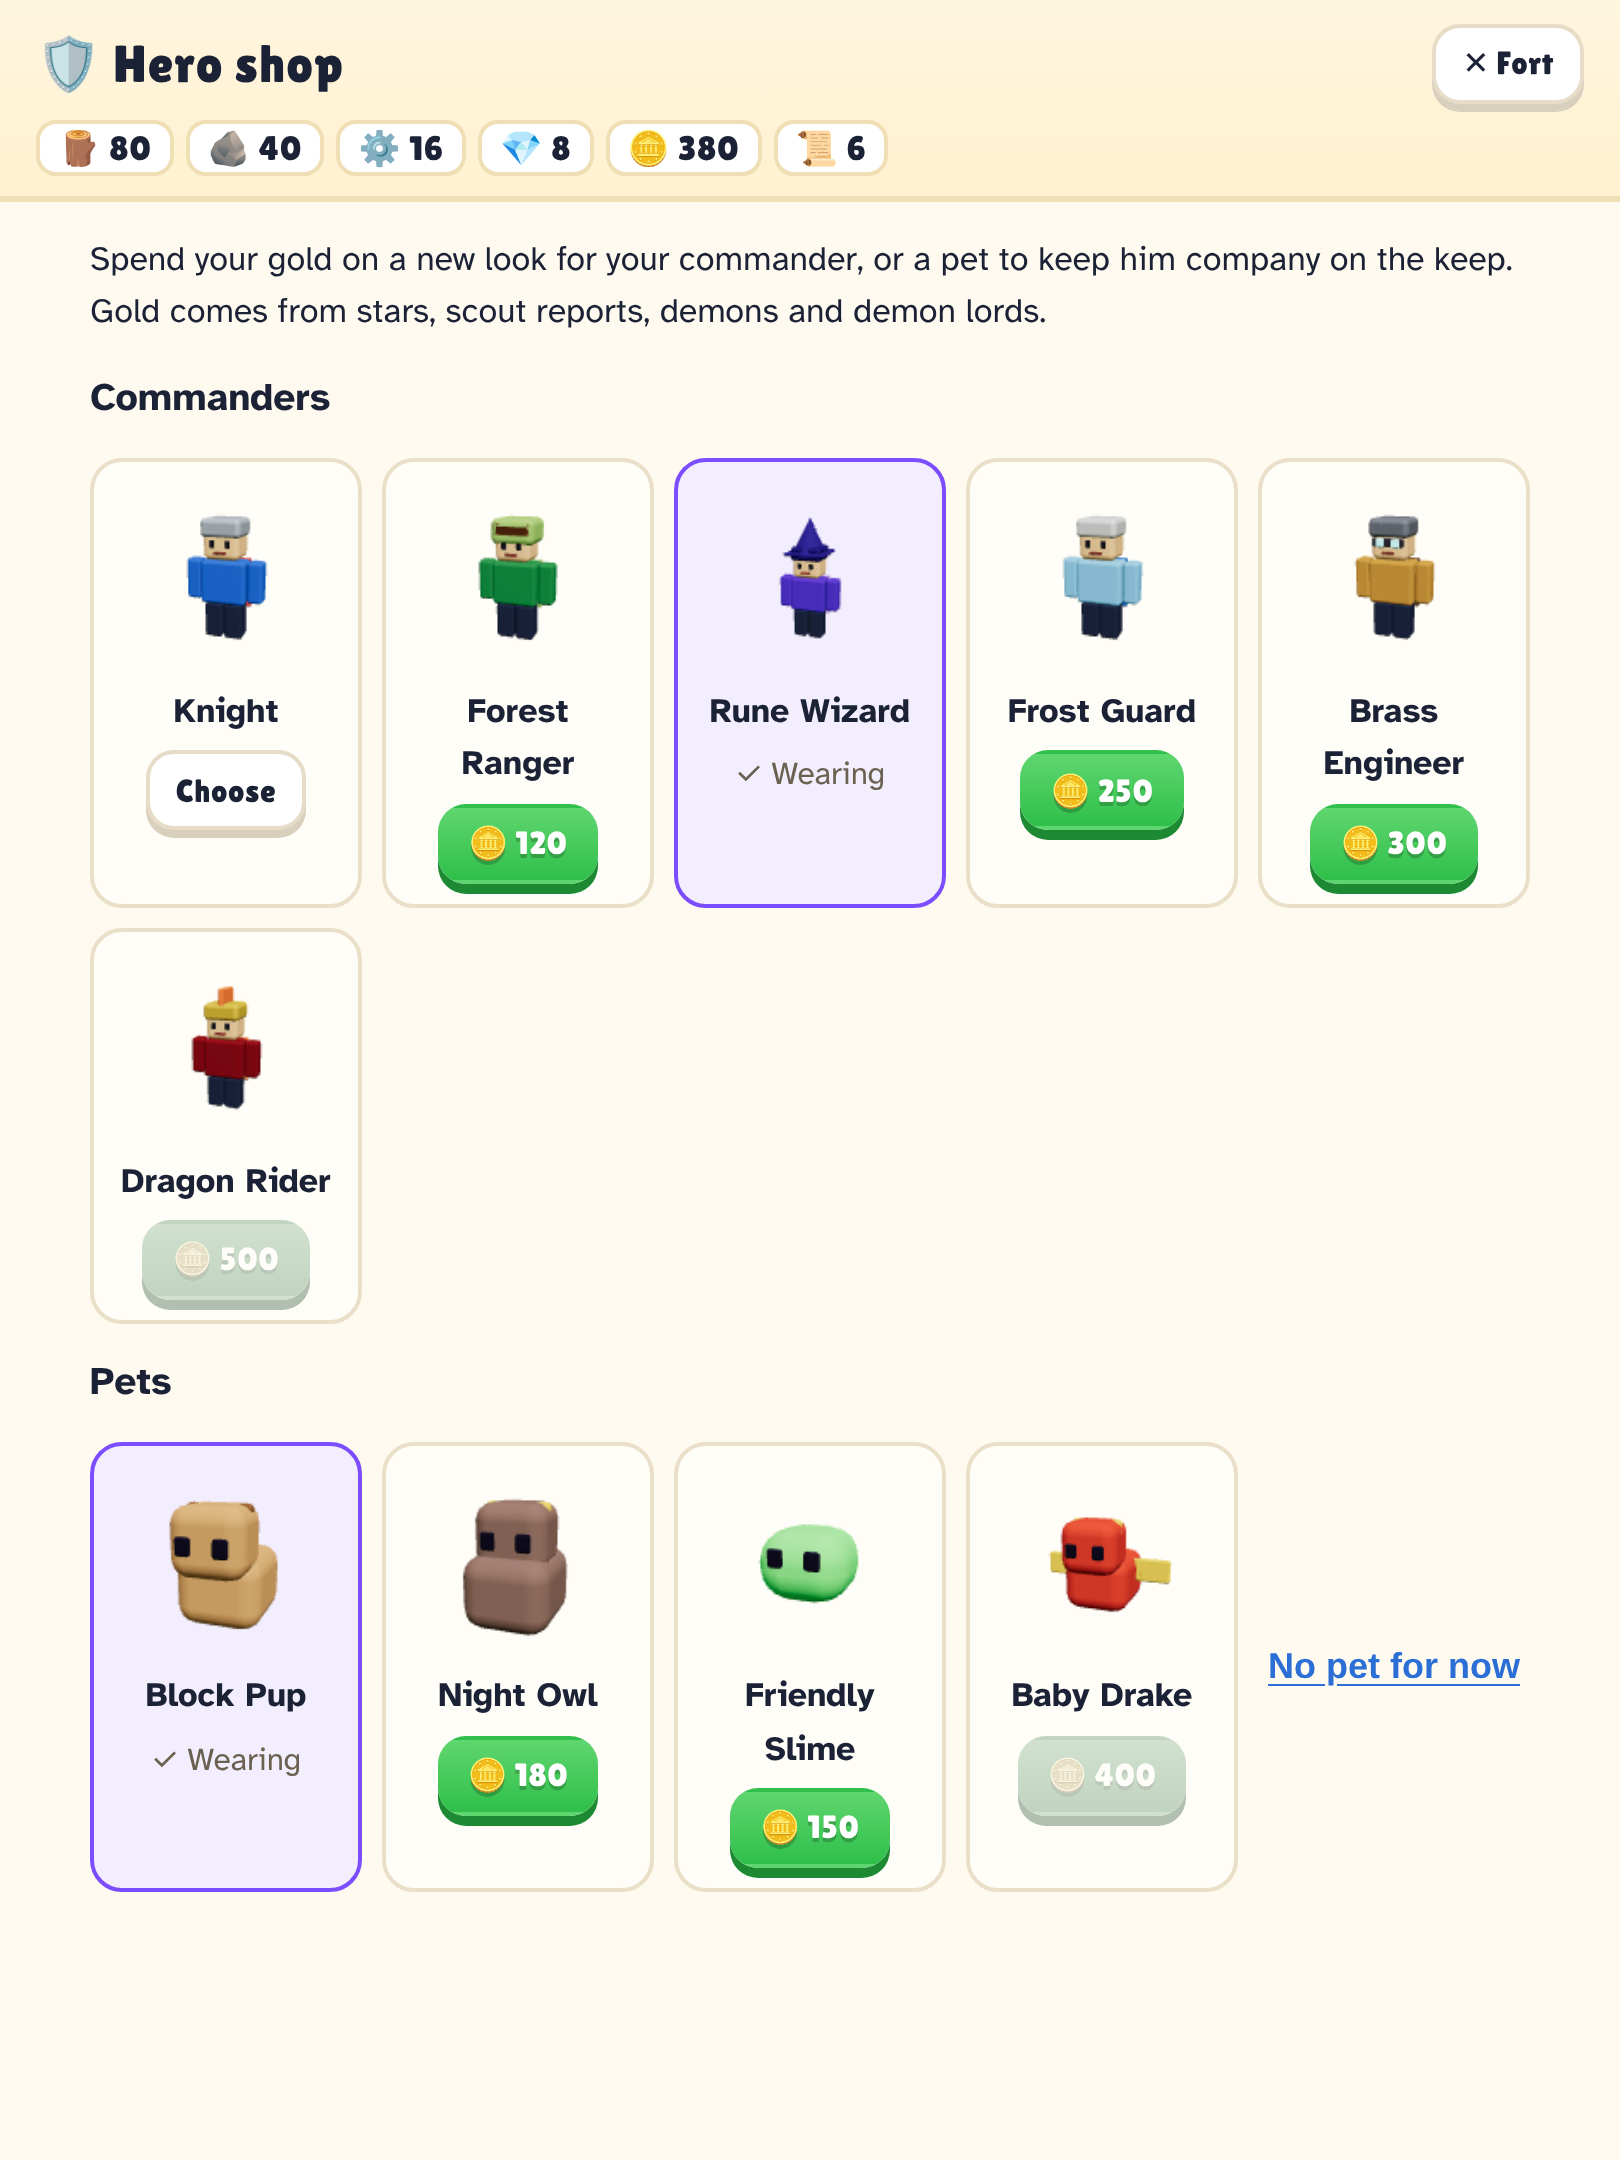 Hero shop
✕ Fort
80 40 16 8 380 6
Spend your gold on a new look for your commander, or a pet to keep him company on the keep.
Gold comes from stars, scout reports, demons and demon lords.
Commanders
Knight
Choose
Forest
Ranger
120
Rune Wizard
✓ Wearing
Frost Guard
250
Brass
Engineer
300
Dragon Rider
500
Pets
Block Pup
✓ Wearing
Night Owl
180
Friendly
Slime
150
Baby Drake
400
No pet for now